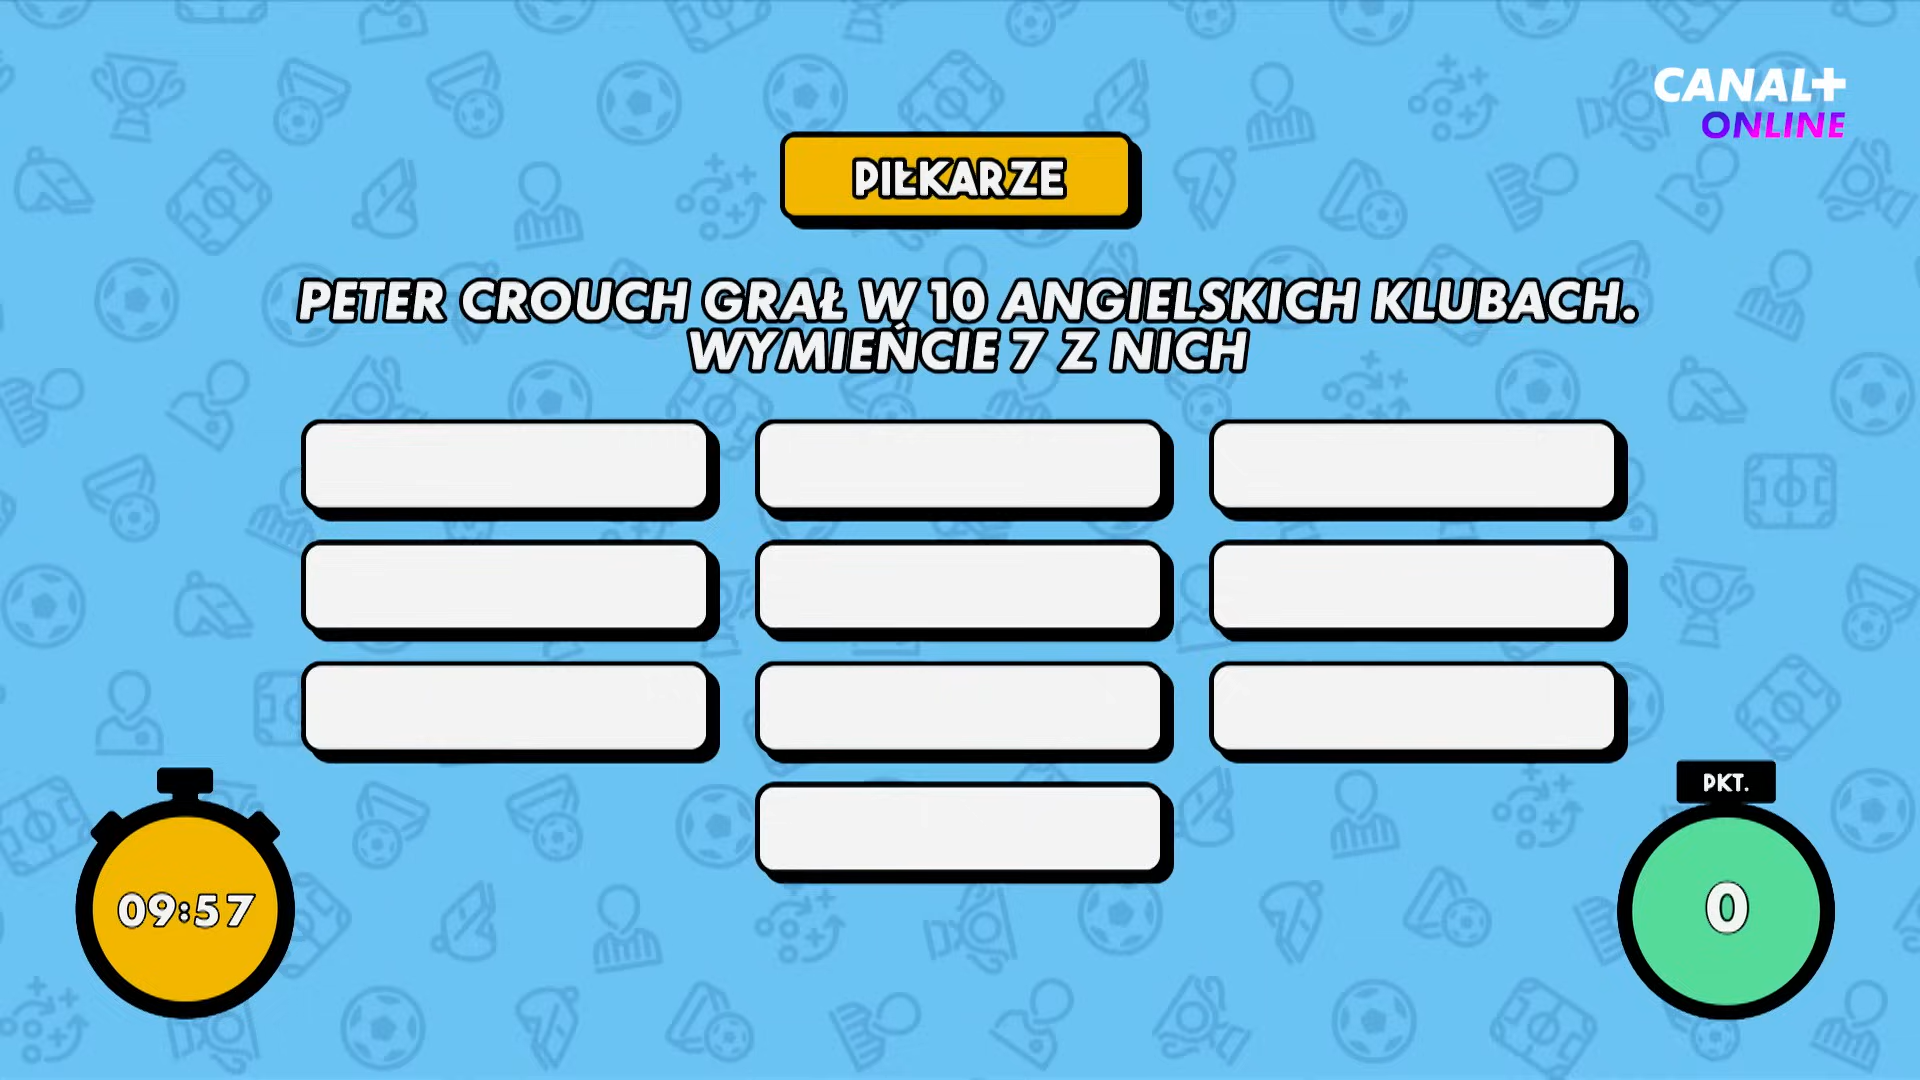 CANAL+
ONLINE
PIŁKARZE
PETER CROUCH GRAŁ W 10 ANGIELSKICH KLUBACH.
WYMIEŃCIE 7 Z NICH
PKT.
09:57
0